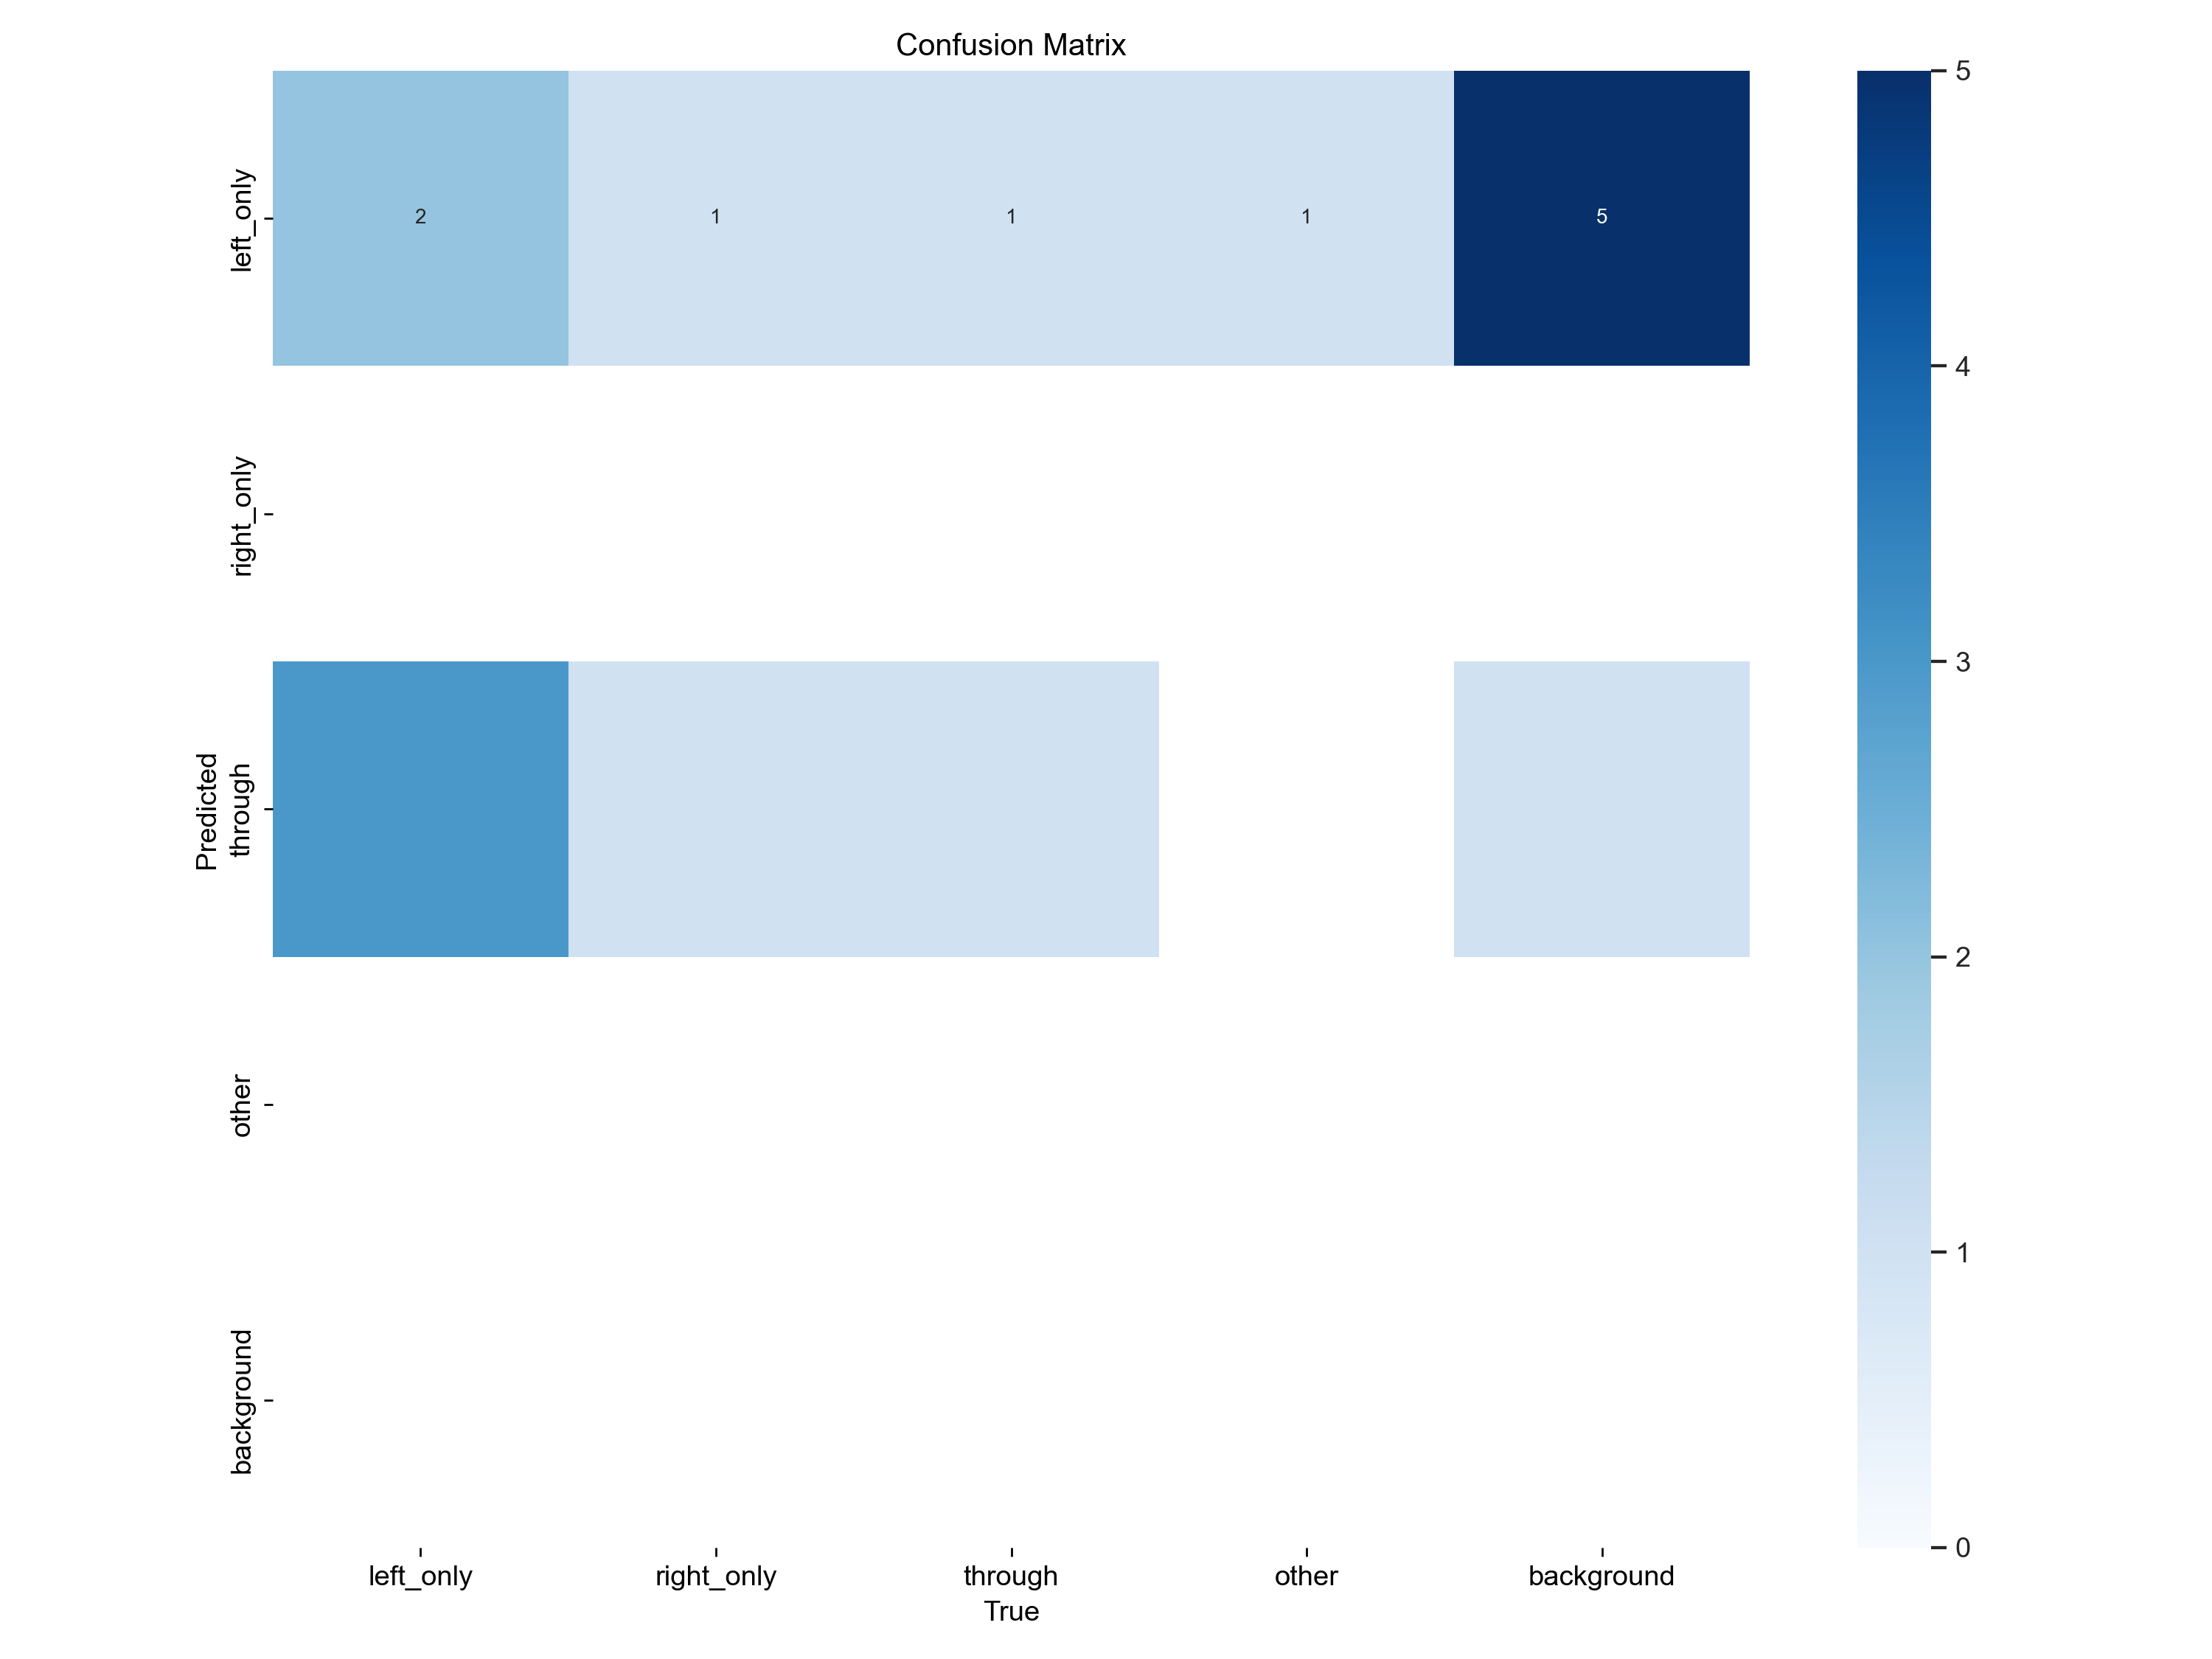 Confusion Matrix
left_only
2 1 1 1 5
right_only
Predicted
through
other
background
left_only right_only through other background
True
5
4
3
2
1
0